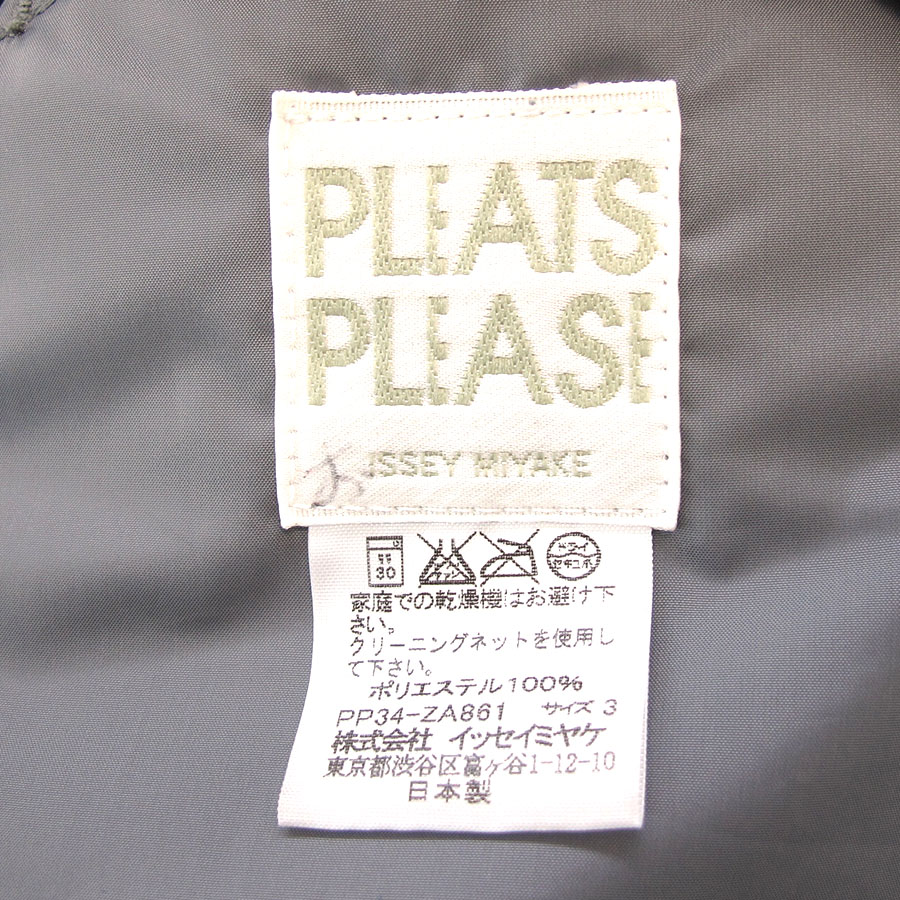 PLEATS
PLEASE
ISSEY MIYAKE
30
ドライ
セキユ系
家庭での乾燥機はお避け下
さい。
クリーニングネットを使用し
て下さい。
ポリエステル100%
PP34-ZA861 サイズ 3
株式会社 イッセイミヤケ
東京都渋谷区富ヶ谷1-12-10
日本製